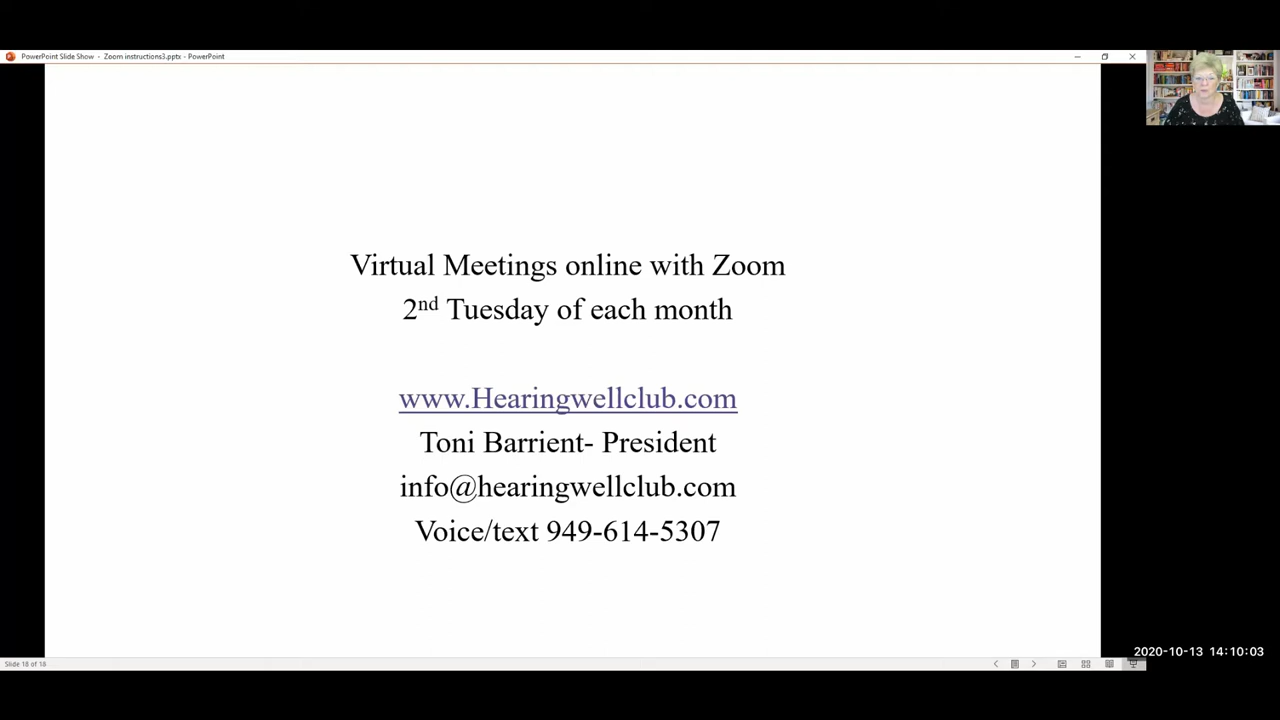 PowerPoint Slide Show - Zoom instructions3.pptx - PowerPoint
Virtual Meetings online with Zoom
2nd Tuesday of each month
www.Hearingwellclub.com
Toni Barrient- President
info@hearingwellclub.com
Voice/text 949-614-5307
Slide 18 of 18
2020-10-13 14:10:03